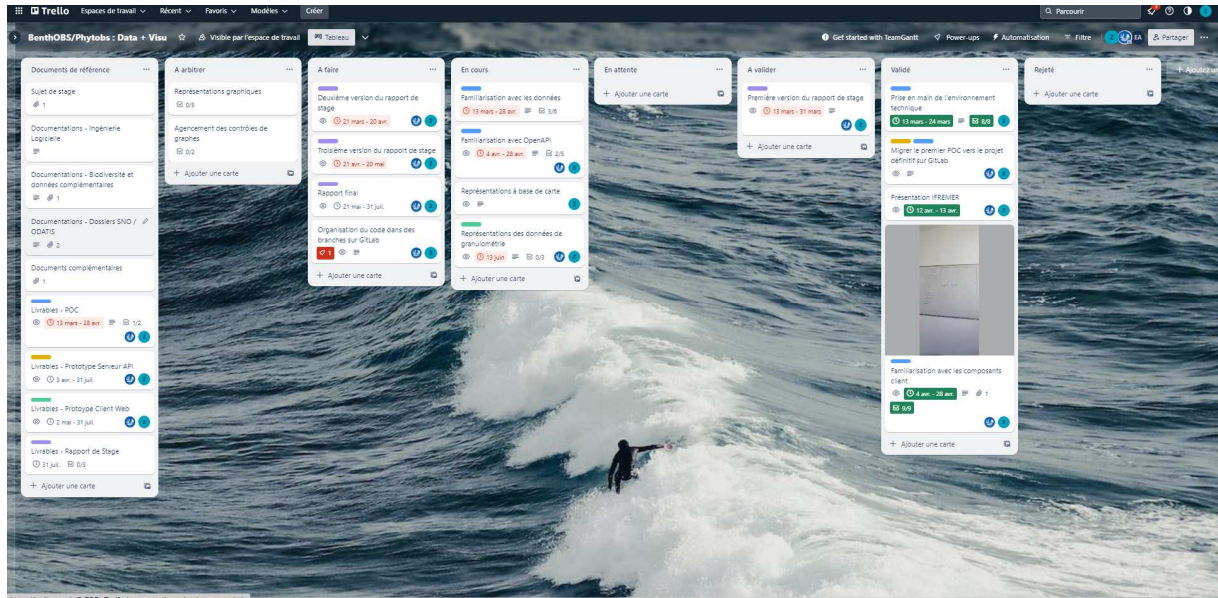 Trello Espaces de travail Récent Favoris Modèles Créer Parcourir
BenthOBS/Phytobs : Data + Visu Visible par l'espace de travail Tableau Get started with TeamGantt Power-ups Automatisation Filtre EA Partager
Documents de référence
Sujet de stage
1
Documentations - Ingénierie
Logicielle
Documentations - Biodiversité et
données complémentaires
1
Documentations - Dossiers SNO /
ODATIS
2
Documents complémentaires
1
Livrables - POC
13 mars - 28 avr. 1/2
Livrables - Prototype Serveur API
3 avr. - 31 juil.
Livrables - Protoype Client Web
2 mai - 31 juil.
Livrables - Rapport de Stage
31 juil. 0/3
+ Ajouter une carte
A arbitrer
Représentations graphiques
Agencement des contrôles de
graphes
0/2
+ Ajouter une carte
A faire
Deuxième version du rapport de
stage
21 mars - 20 avr.
Troisième version du rapport de stage
21 avr. - 20 mai
Rapport final
21 mai - 31 juil.
Organisation du code dans des
branches sur GitLab
1
+ Ajouter une carte
En cours
Familiarisation avec les données
13 mars - 28 avr. 3/6
Familiarisation avec OpenAPI
4 avr. - 28 avr. 2/5
Représentations à base de carte
Représentations des données de
granulométrie
13 juin 0/3
+ Ajouter une carte
En attente
+ Ajouter une carte
A valider
Première version du rapport de stage
13 mars - 31 mars
+ Ajouter une carte
Validé
Prise en main de l'environnement
technique
13 mars - 24 mars 8/8
Migrer le premier POC vers le projet
définitif sur GitLab
Présentation IFREMER
12 avr. - 13 avr.
Familiarisation avec les composants
client
4 avr. - 28 avr. 1
9/9
+ Ajouter une carte
Rejeté
+ Ajouter une carte
+ Ajoutez un